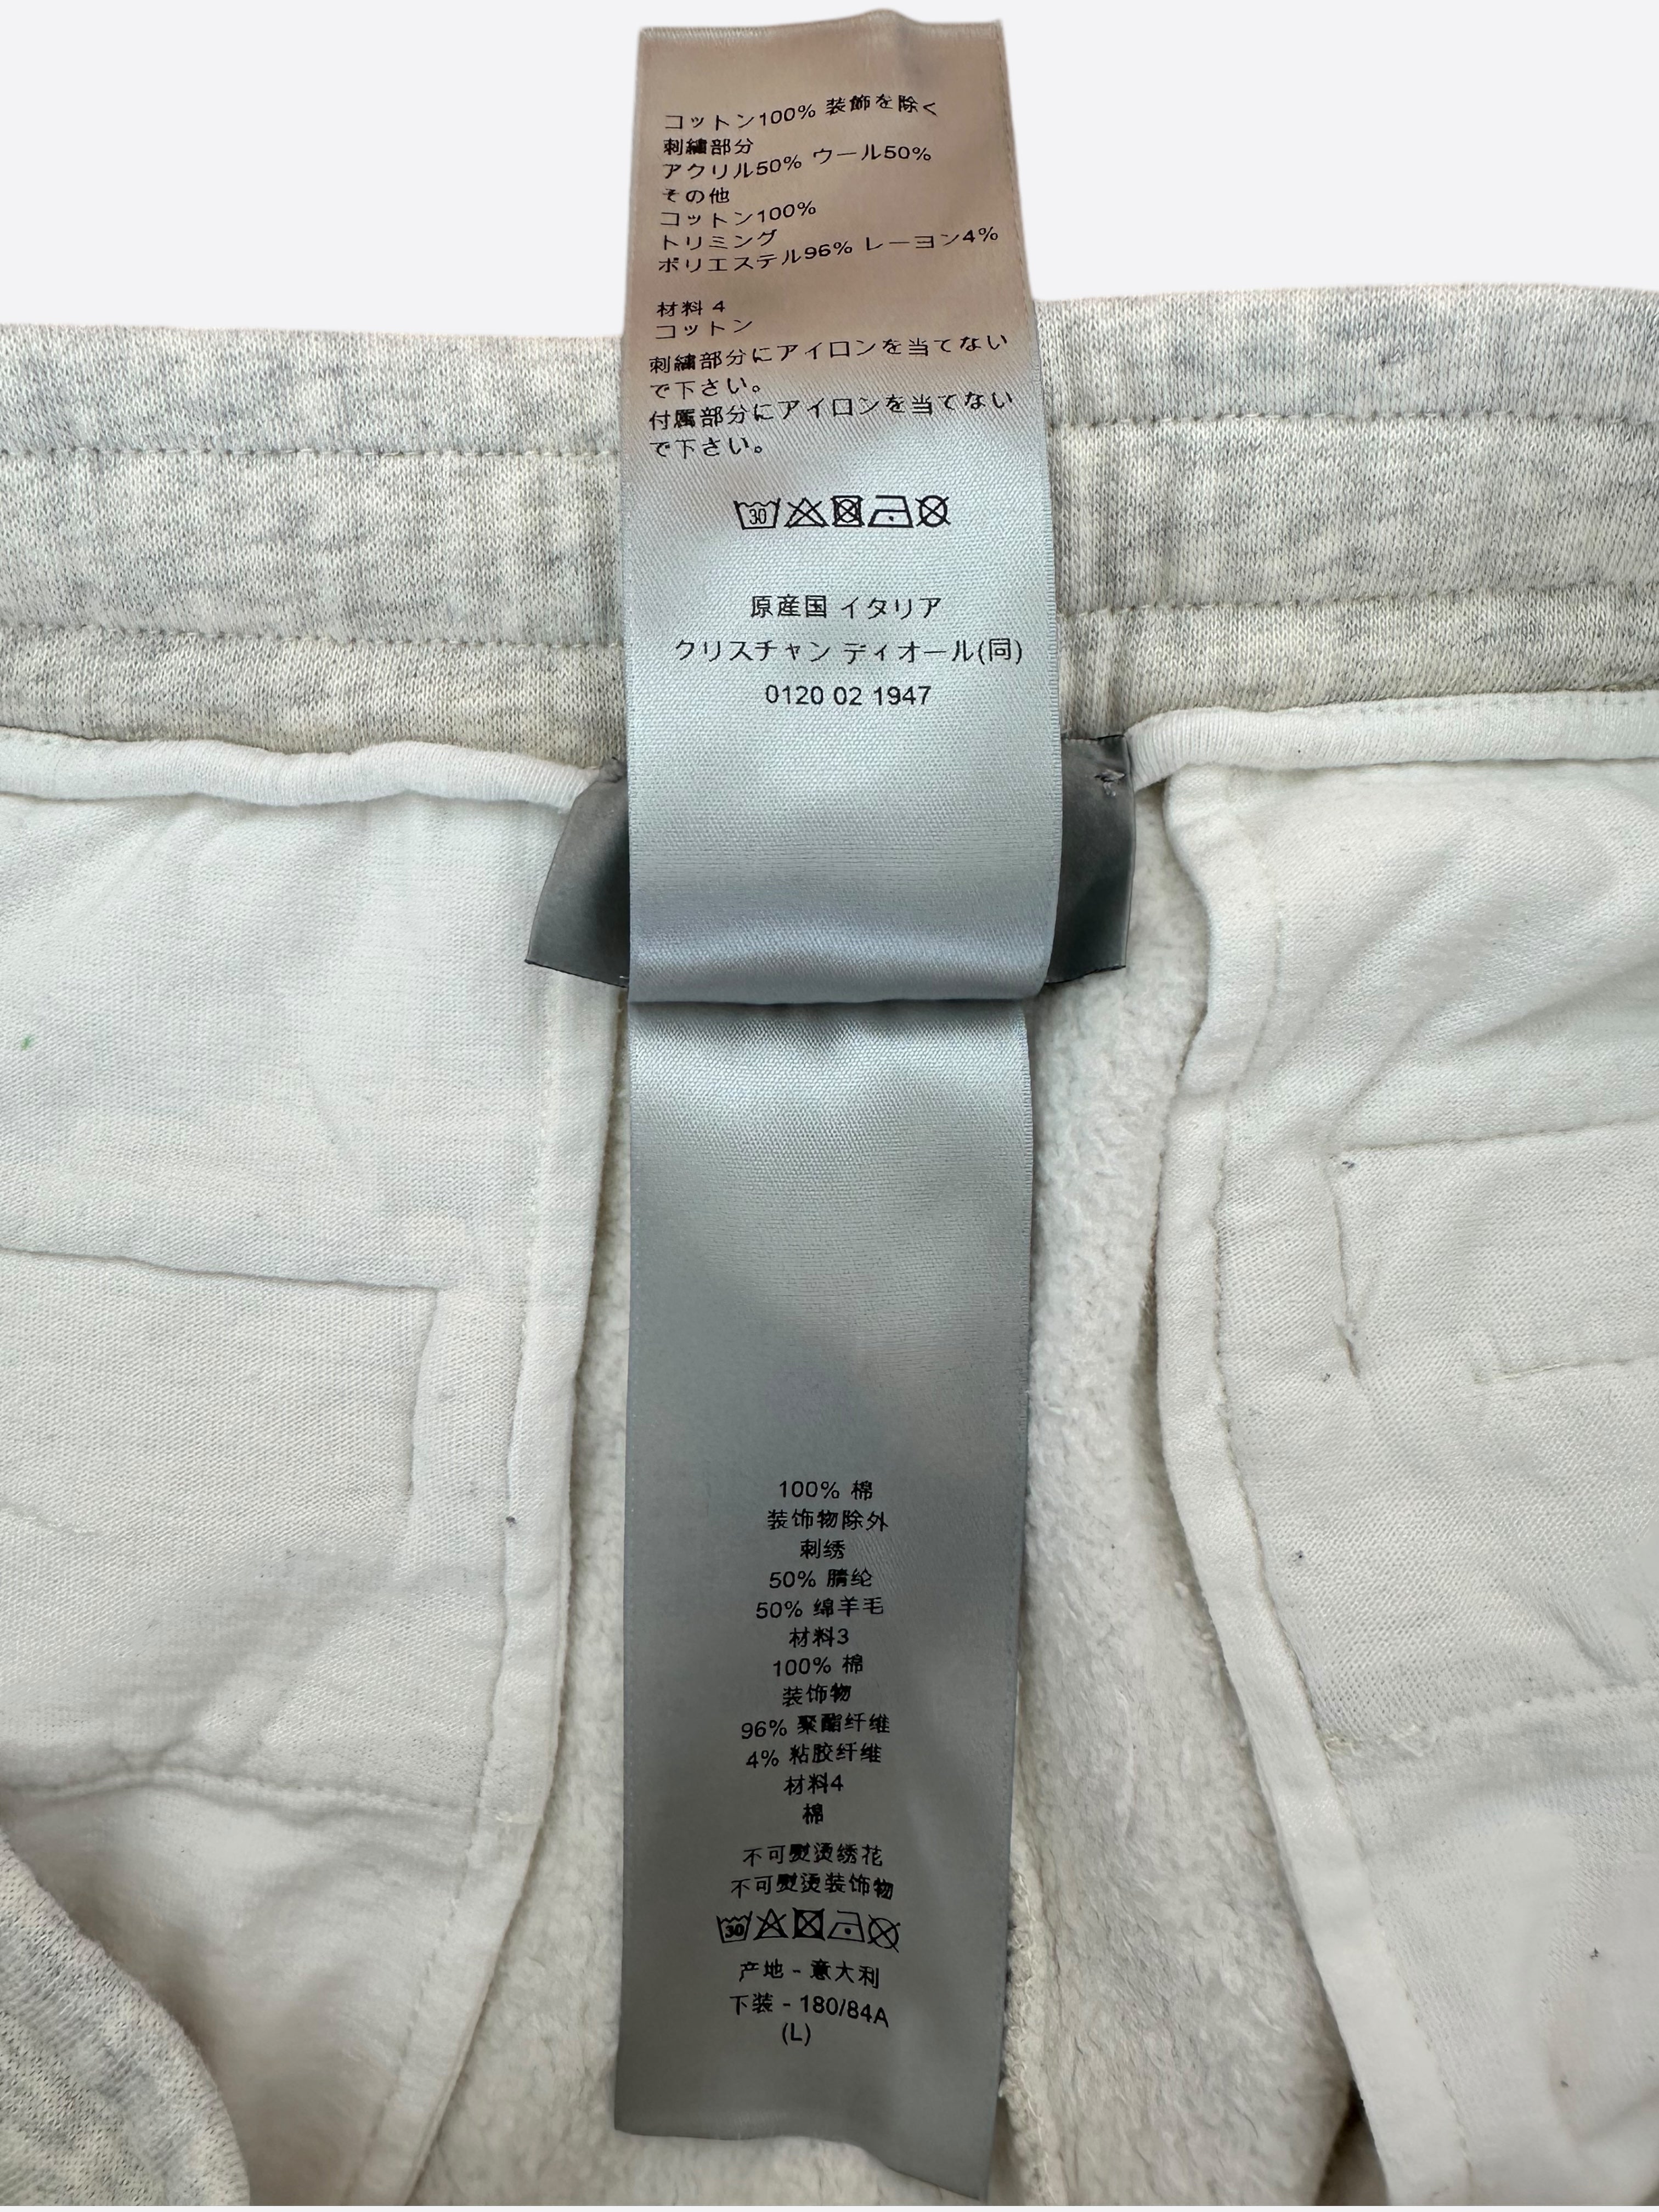 コットン100% 装飾を除く
刺繍部分
アクリル50% ウール50%
その他
コットン100%
トリミング
ポリエステル96% レーヨン4%
材料 4
コットン
刺繍部分にアイロンを当てない
で下さい。
付属部分にアイロンを当てない
で下さい。
30
原産国 イタリア
クリスチャン ディオール(同)
0120 02 1947
100% 棉
装饰物除外
刺绣
50% 腈纶
50% 绵羊毛
材料3
100% 棉
装饰物
96% 聚酯纤维
4% 粘胶纤维
材料4
棉
不可熨烫绣花
不可熨烫装饰物
30
产地 - 意大利
下装 - 180/84A
(L)